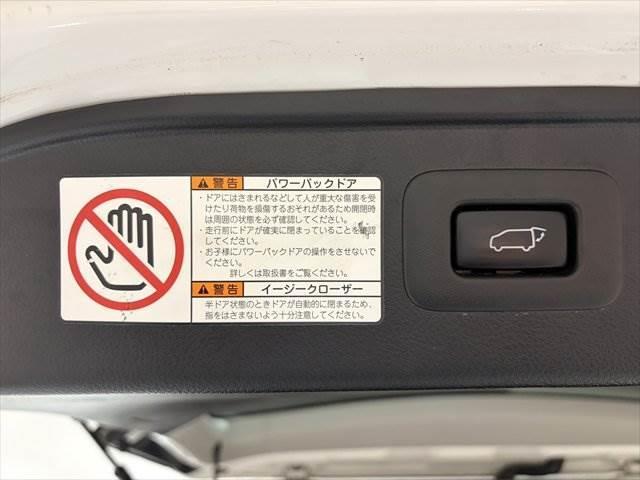 警告 パワーバックドア
・ドアにはさまれるなどして人が重大な傷害を受
けたり荷物を損傷するおそれがあるため開閉時
は周囲の状態を必ず確認してください。
・走行前にドアが確実に閉まっていることを確認
してください。
・お子様にパワーバックドアの操作をさせないで
ください。
詳しくは取扱書をご覧ください。
警告 イージークローザー
半ドア状態のときドアが自動的に閉まるため、
指をはさまないよう十分注意してください。